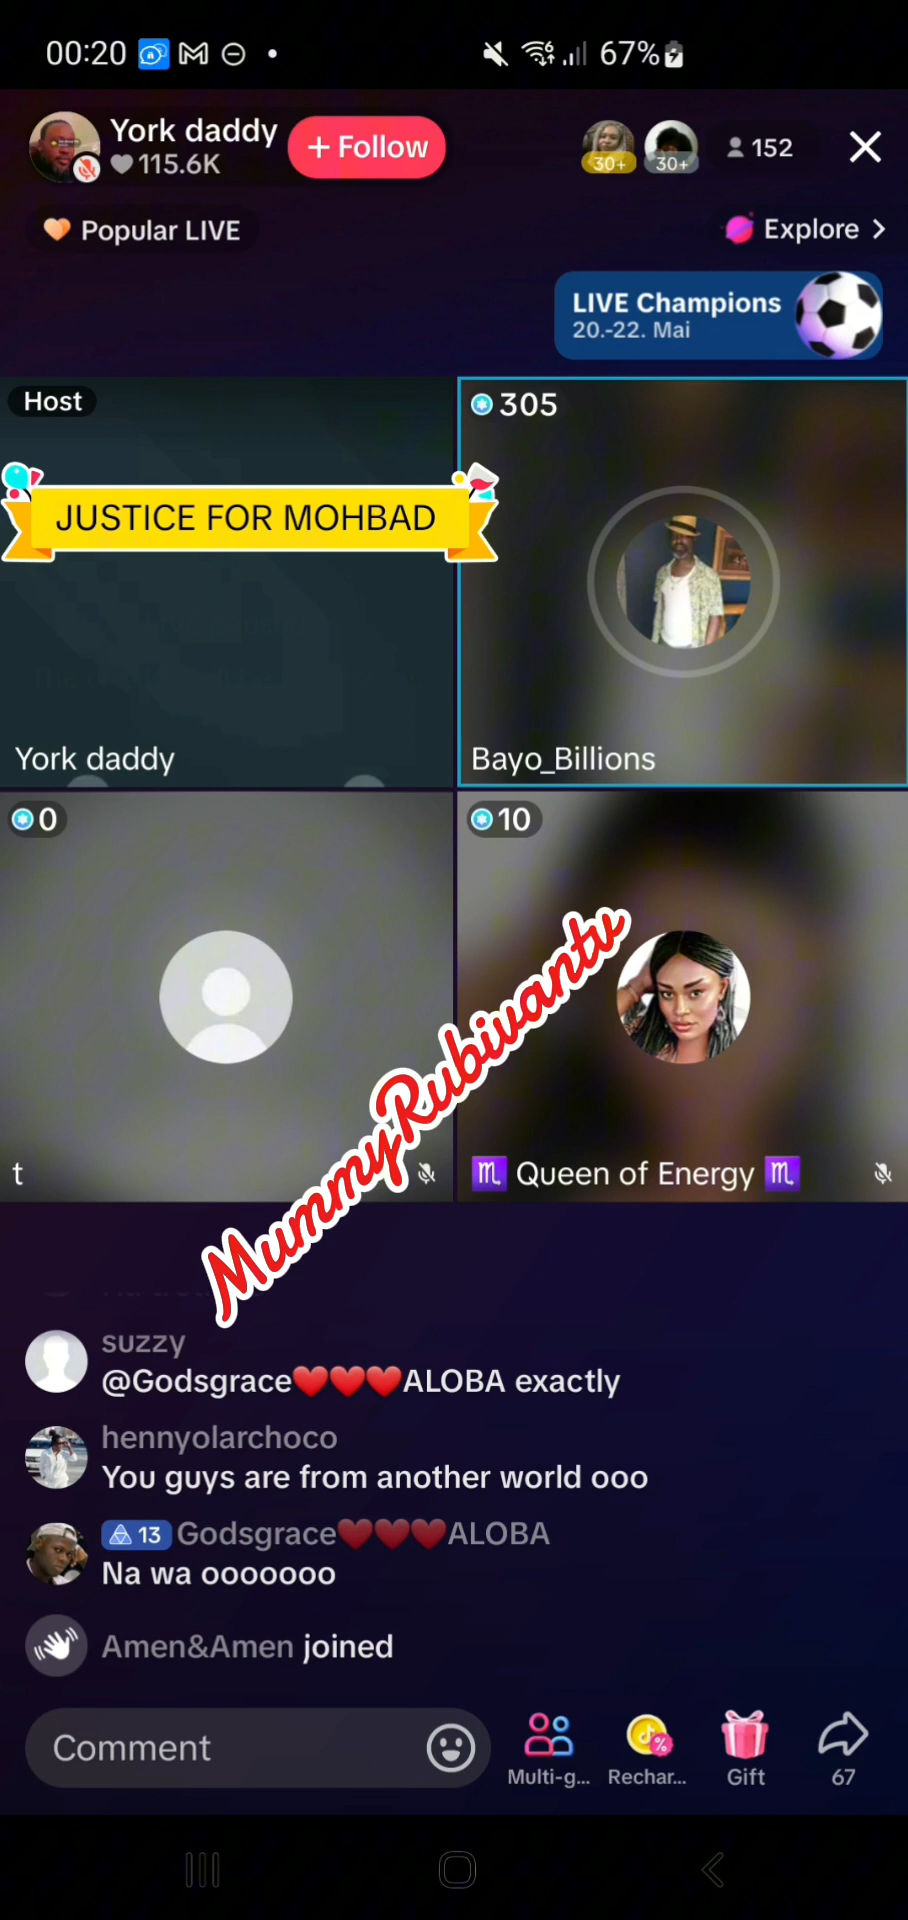 00:20
67%
York daddy
115.6K
+ Follow
30+
30+
152
Popular LIVE
Explore >
LIVE Champions
20.-22. Mai
Host
305
JUSTICE FOR MOHBAD
York daddy
Bayo_Billions
0
10
MummyRubivantv
t
♏ Queen of Energy ♏
suzzy
@Godsgrace❤️❤️❤️ALOBA exactly
hennyolarchoco
You guys are from another world ooo
13 Godsgrace❤️❤️❤️ALOBA
Na wa ooooooo
Amen&Amen joined
Comment
Multi-g...
Rechar...
Gift
67